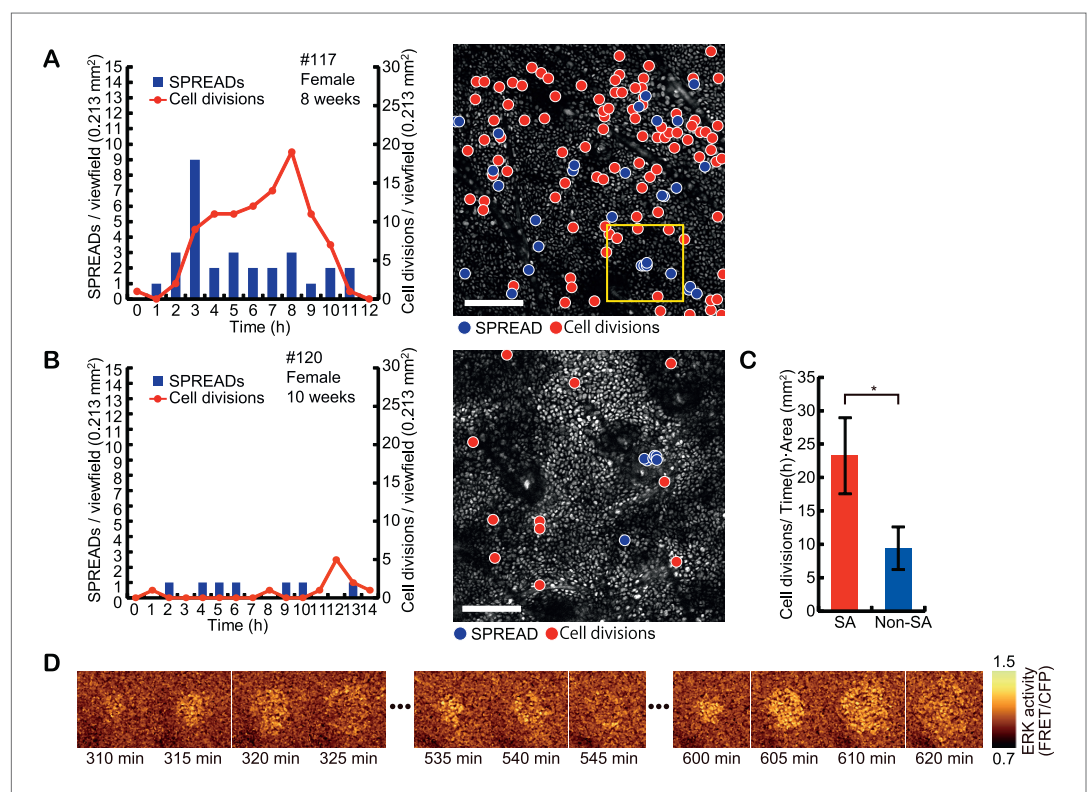 A
#117
Female
8 weeks
SPREADs
Cell divisions
SPREADs / viewfield (0.213 mm²)
15
14
13
12
11
10
9
8
7
6
5
4
3
2
1
0
30
25
20
15
10
5
0
Cell divisions / viewfield (0.213 mm²)
0 1 2 3 4 5 6 7 8 9 10 11 12
Time (h)
SPREAD Cell divisions
B
#120
Female
10 weeks
SPREADs
Cell divisions
SPREADs / viewfield (0.213 mm²)
15
14
13
12
11
10
9
8
7
6
5
4
3
2
1
0
30
25
20
15
10
5
0
Cell divisions / viewfield (0.213 mm²)
0 1 2 3 4 5 6 7 8 9 10 11 12 13 14
Time (h)
SPREAD Cell divisions
C
Cell divisions/ Time(h)·Area (mm²)
35
30
25
20
15
10
5
0
*
SA Non-SA
D
310 min 315 min 320 min 325 min 535 min 540 min 545 min 600 min 605 min 610 min 620 min
1.5
0.7
ERK activity
(FRET/CFP)